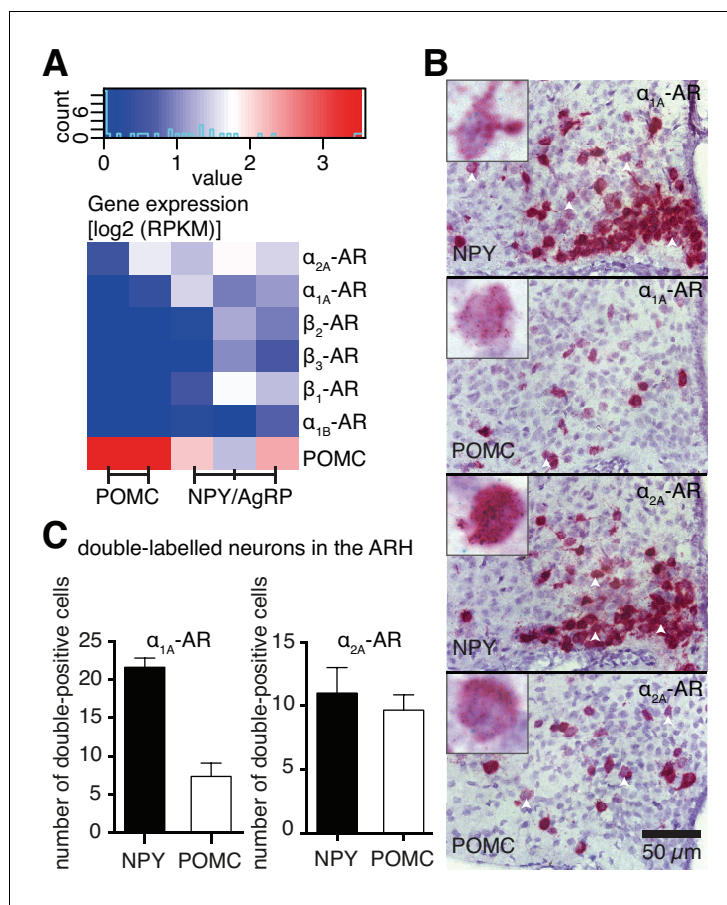 A
count
0 6
0 1 2 3
value
Gene expression
[log2 (RPKM)]
α2A-AR
α1A-AR
β2-AR
β3-AR
β1-AR
α1B-AR
POMC
POMC NPY/AgRP
B
α1A-AR
NPY
α1A-AR
POMC
α2A-AR
NPY
α2A-AR
POMC
50 µm
C double-labelled neurons in the ARH
number of double-positive cells
α1A-AR
25
20
15
10
5
0
NPY POMC
number of double-positive cells
α2A-AR
15
10
5
0
NPY POMC